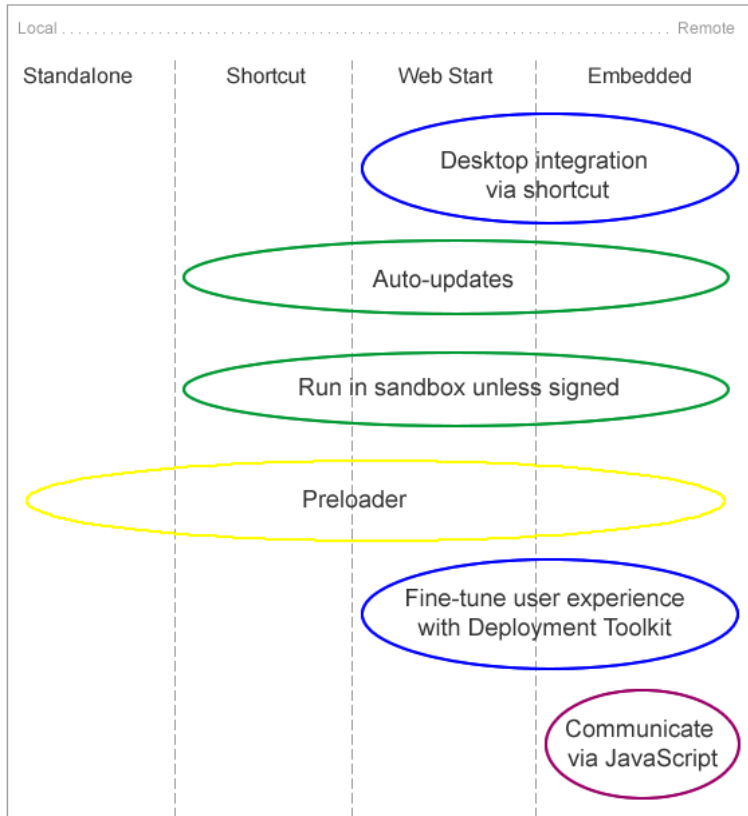 Local . . . . . . . . . . . . . . . . . . . . . . . . . . . . . . . . . . . . . . . . . . . . . . . . . . . . . . . . . . . . . . . . . . . . . . . . . . . . Remote
Standalone Shortcut Web Start Embedded
Desktop integration
via shortcut
Auto-updates
Run in sandbox unless signed
Preloader
Fine-tune user experience
with Deployment Toolkit
Communicate
via JavaScript